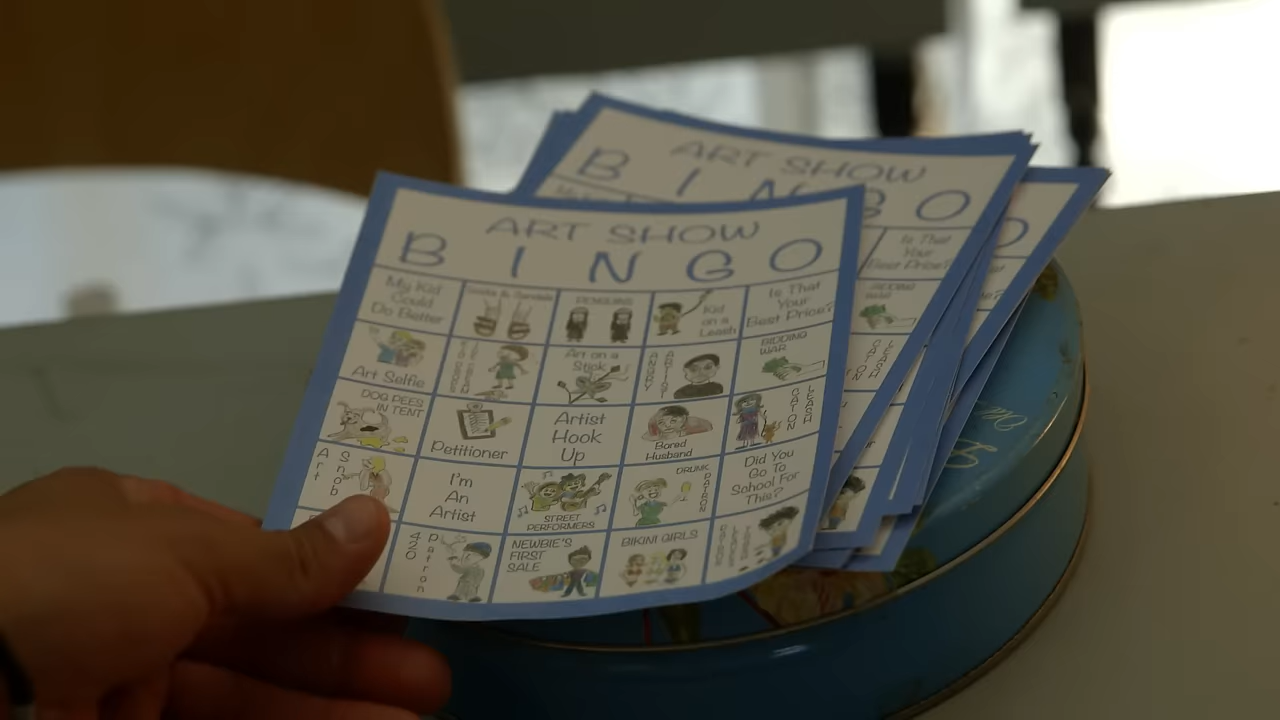 ART SHOW
B I N G O
ART SHOW
B I N G O
My Kid
Could
Do Better
Socks & Sandals
PENGUINS
Kid
on a
Leash
Is That
Your
Best Price?
Is That
Your
Best Price?
Art Selfie
Art on a
Stick
ANGRY
ARTIST
BIDDING
WAR
BIDDING
WAR
DOG PEES
IN TENT
Petitioner
Artist
Hook
Up
Bored
Husband
CAT ON
LEASH
CAT ON
LEASH
Art
Snob
I'm
An
Artist
STREET
PERFORMERS
DRUNK
PATRON
Did You
Go To
School For
This?
420
Patron
NEWBIE'S
FIRST
SALE
BIKINI GIRLS